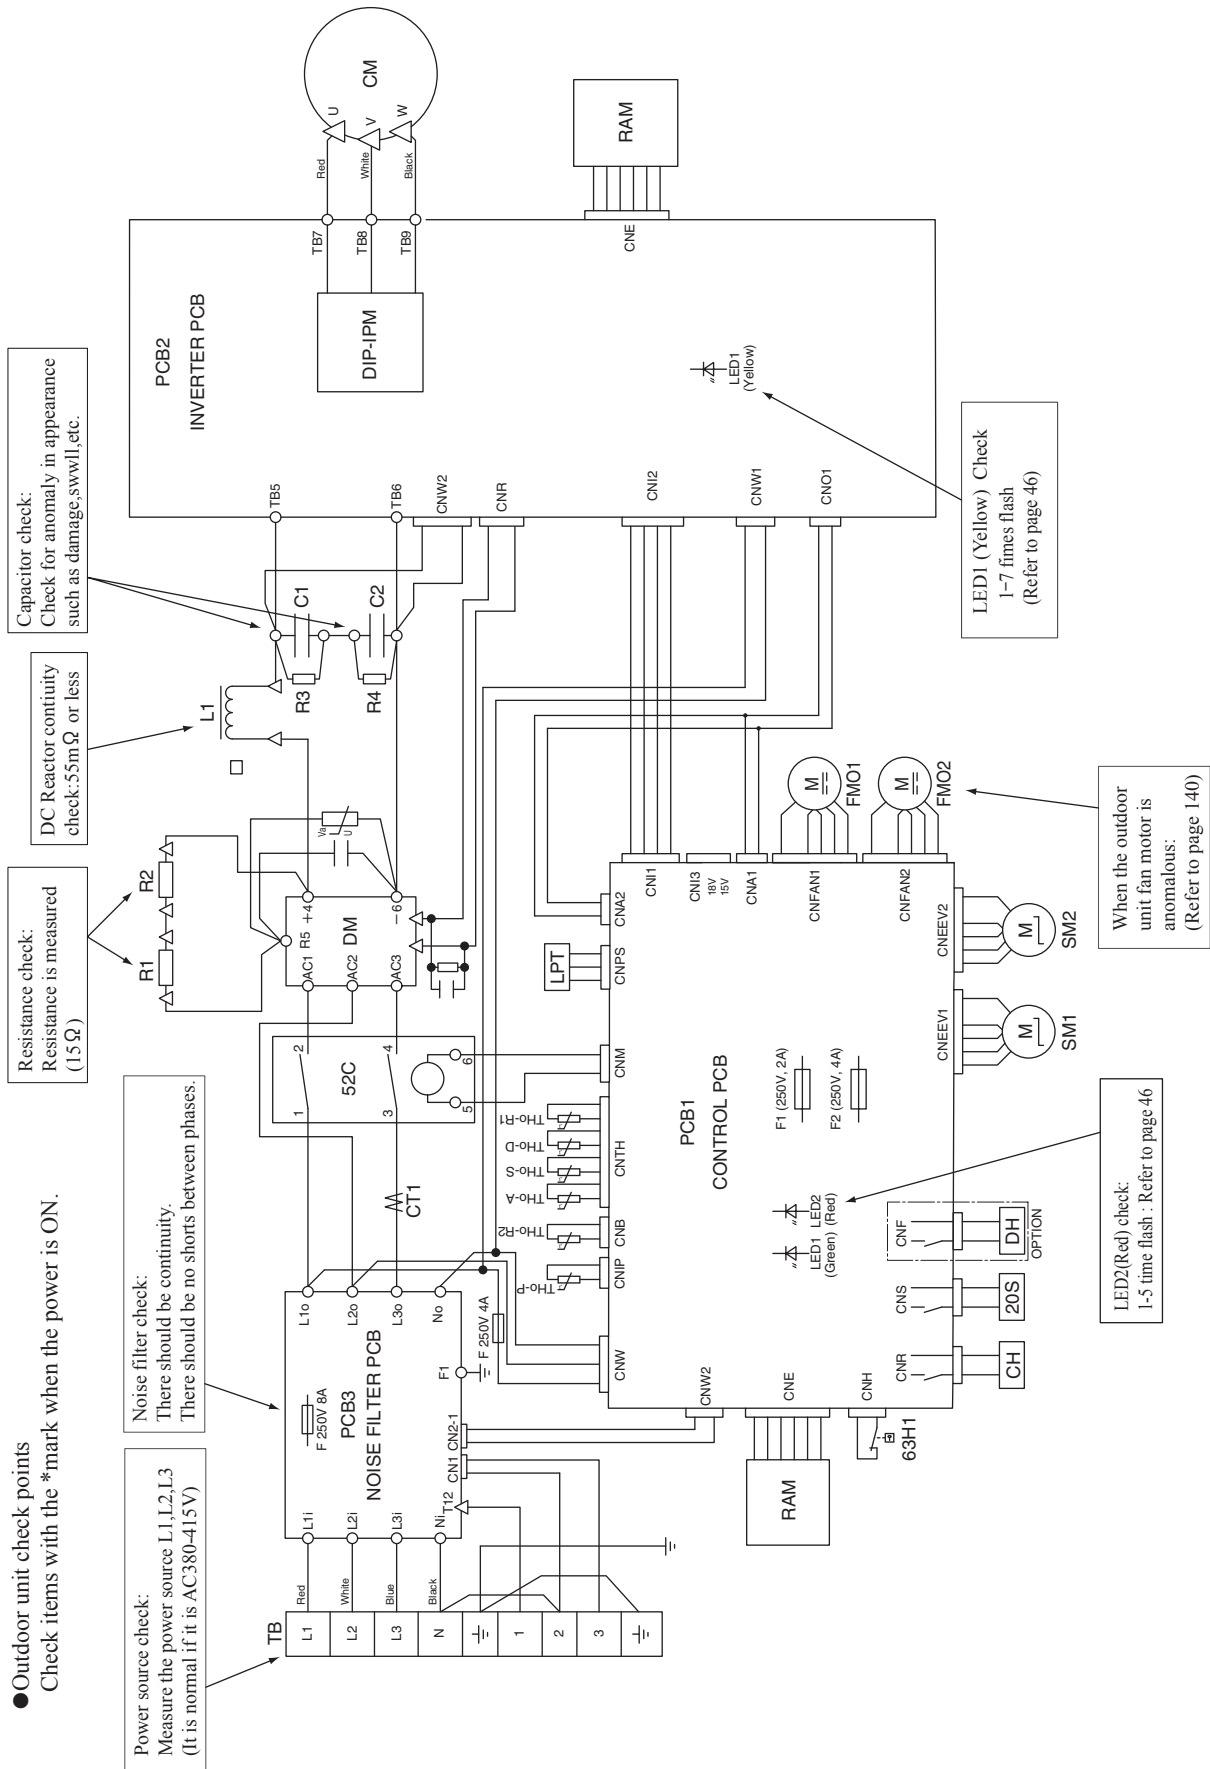 ●Outdoor unit check points
Check items with the *mark when the power is ON.
Power source check:
Measure the power source L1,L2,L3
(It is normal if it is AC380-415V)
Noise filter check:
There should be continuity.
There should be no shorts between phases.
Resistance check:
Resistance is measured
(15Ω)
DC Reactor contiuity
check:55mΩ or less
Capacitor check:
Check for anomaly in appearance
such as damage,swwll,etc.
TB
L1
L2
L3
N
1
2
3
Red
White
Blue
Black
L1i
L2i
L3i
Ni
T12
F 250V 8A
PCB3
NOISE FILTER PCB
CN1
CN2-1
F1
L1o
L2o
L3o
No
F 250V 4A
CT1
52C
1
2
3
4
5
6
R1
R2
AC1
AC2
AC3
R5
+4
−6
DM
Va
U
L1
R3
R4
C1
C2
TB5
TB6
CNW2
CNR
CNI2
CNW1
CNO1
PCB2
INVERTER PCB
DIP-IPM
TB7
TB8
TB9
Red
White
Black
U
V
W
CM
CNE
RAM
LED1
(Yellow)
LED1 (Yellow) Check
1-7 fimes flash
(Refer to page 46)
THo-P
THo-R2
THo-A
THo-S
THo-D
THo-R1
LPT
CNW
CNIP
CNB
CNTH
CNM
CNPS
CNA2
CNW2
CNE
CNH
RAM
63H1
PCB1
CONTROL PCB
F1 (250V, 2A)
F2 (250V, 4A)
LED1
(Green)
LED2
(Red)
CNI1
CNI3
18V
15V
CNA1
CNFAN1
CNFAN2
M
FMO1
M
FMO2
CNR
CNS
CNF
CNEEV1
CNEEV2
CH
20S
DH
OPTION
M
SM1
M
SM2
LED2(Red) check:
1-5 time flash : Refer to page 46
When the outdoor
unit fan motor is
anomalous:
(Refer to page 140)